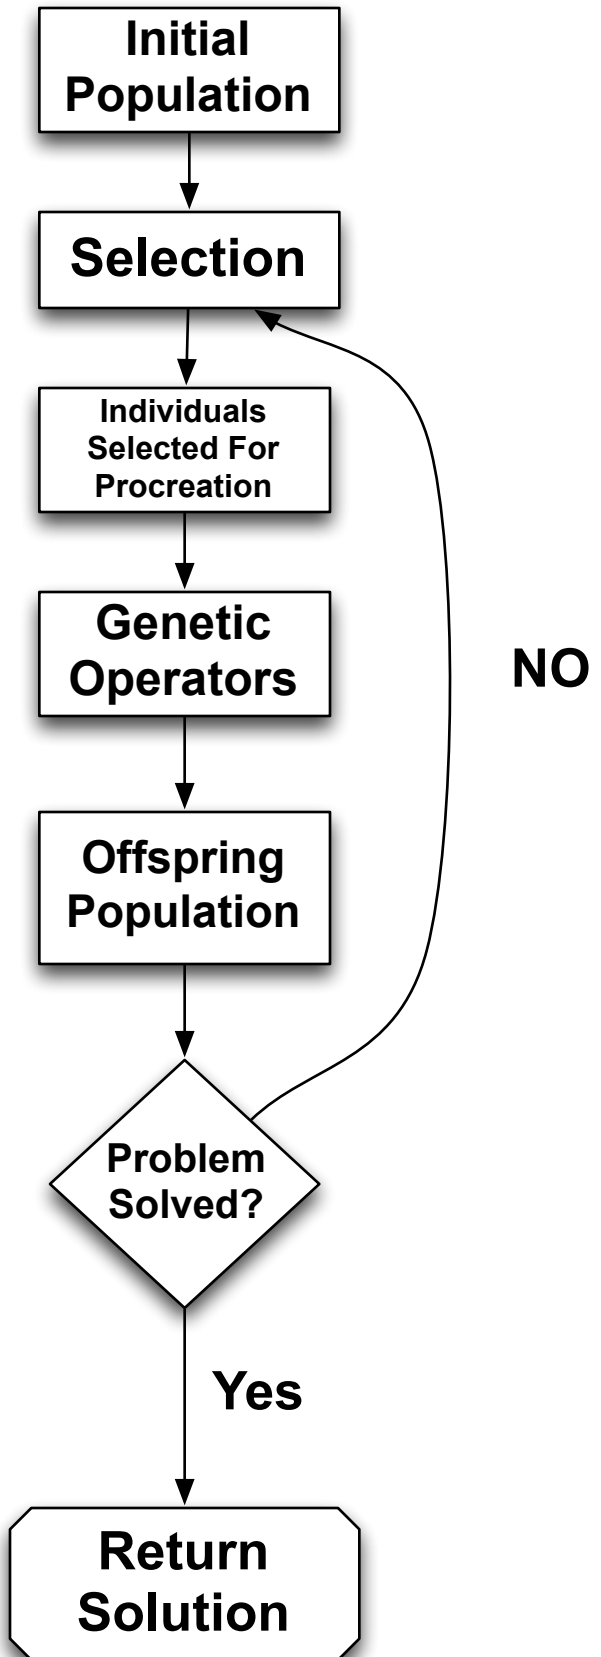 Initial
Population
Selection
Individuals
Selected For
Procreation
Genetic
Operators
NO
Offspring
Population
Problem
Solved?
Yes
Return
Solution